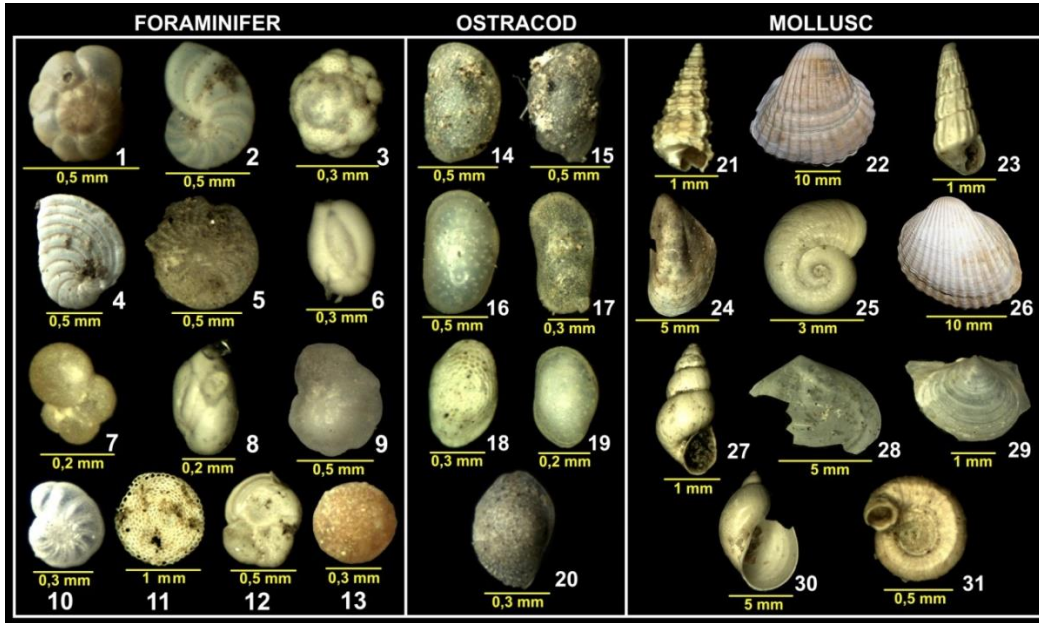 FORAMINIFER OSTRACOD MOLLUSC
1 2 3 14 15 21 22 23
0,5 mm 0,5 mm 0,3 mm 0,5 mm 0,5 mm 1 mm 10 mm 1 mm
4 5 6 16 17 24 25 26
0,5 mm 0,5 mm 0,3 mm 0,5 mm 0,3 mm 5 mm 3 mm 10 mm
7 8 9 18 19 27 28 29
0,2 mm 0,2 mm 0,5 mm 0,3 mm 0,2 mm 1 mm 5 mm 1 mm
0,3 mm 1 mm 0,5 mm 0,3 mm 20 30 31
10 11 12 13 0,3 mm 5 mm 0,5 mm